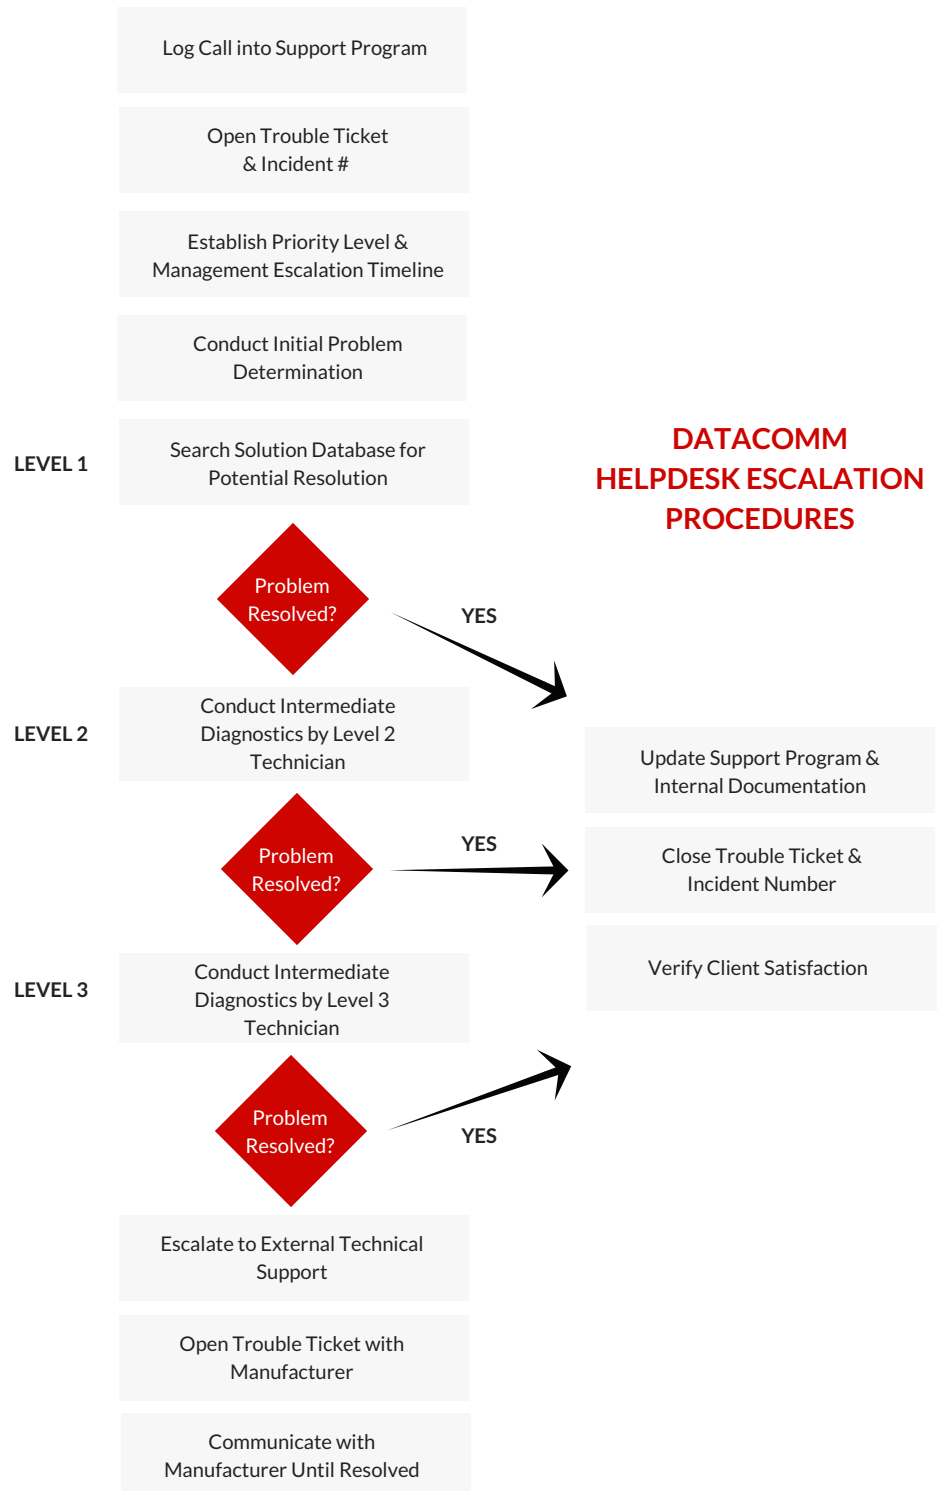 Log Call into Support Program
Open Trouble Ticket
& Incident #
Establish Priority Level &
Management Escalation Timeline
Conduct Initial Problem
Determination
LEVEL 1
Search Solution Database for
Potential Resolution
DATACOMM
HELPDESK ESCALATION
PROCEDURES
Problem
Resolved?
YES
LEVEL 2
Conduct Intermediate
Diagnostics by Level 2
Technician
Problem
Resolved?
YES
Update Support Program &
Internal Documentation
Close Trouble Ticket &
Incident Number
Verify Client Satisfaction
LEVEL 3
Conduct Intermediate
Diagnostics by Level 3
Technician
Problem
Resolved?
YES
Escalate to External Technical
Support
Open Trouble Ticket with
Manufacturer
Communicate with
Manufacturer Until Resolved